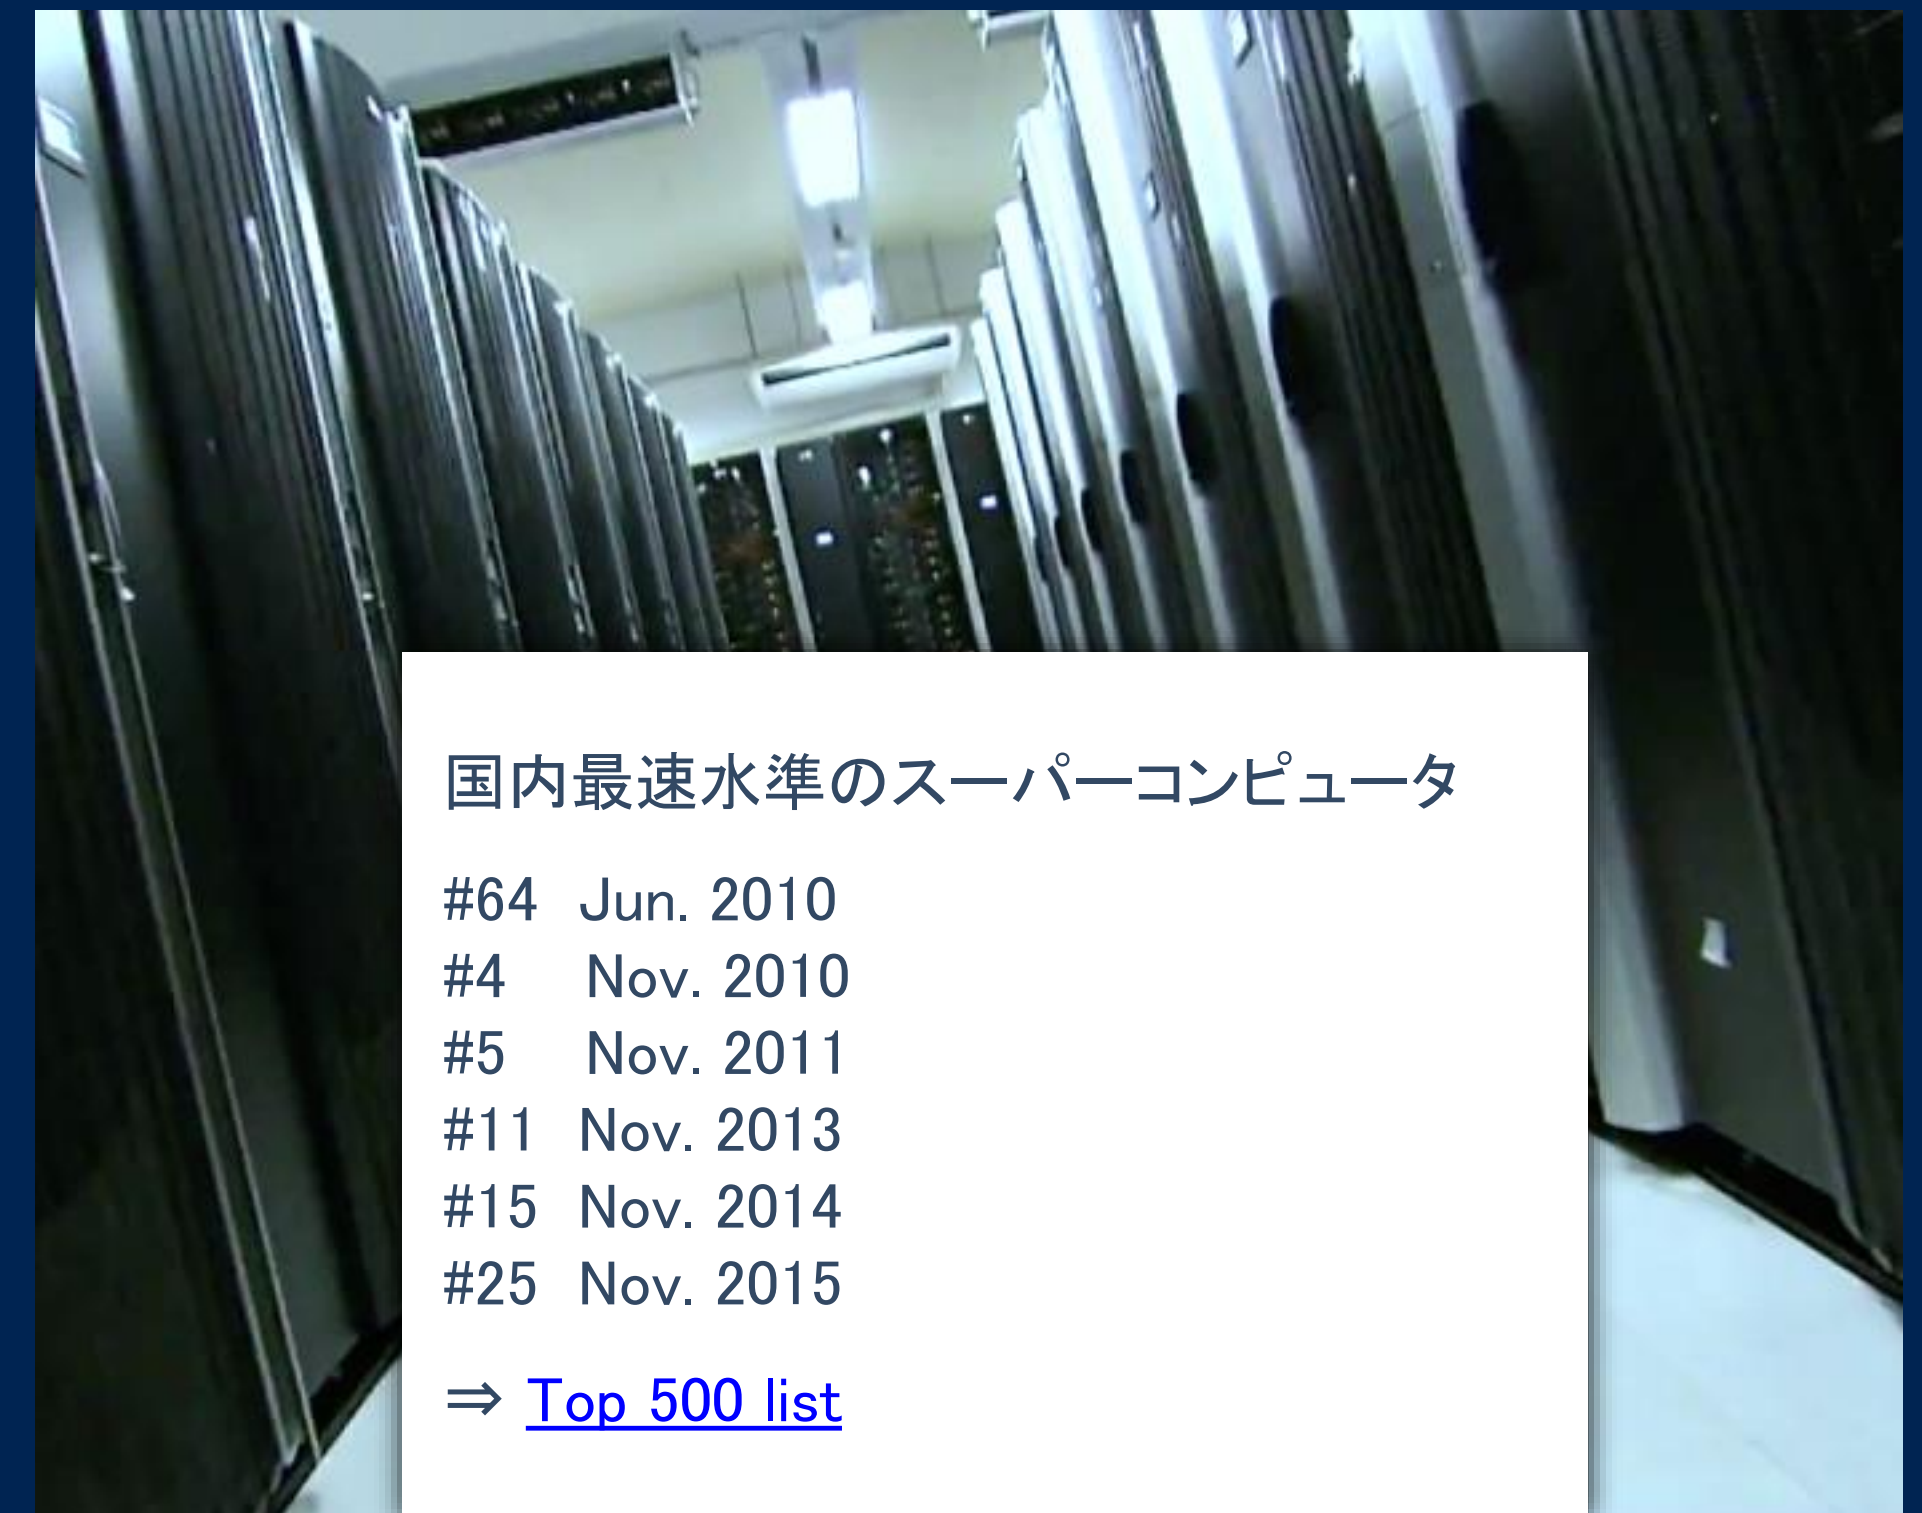 国内最速水準のスーパーコンピュータ
#64 Jun. 2010
#4 Nov. 2010
#5 Nov. 2011
#11 Nov. 2013
#15 Nov. 2014
#25 Nov. 2015
⇒ Top 500 list